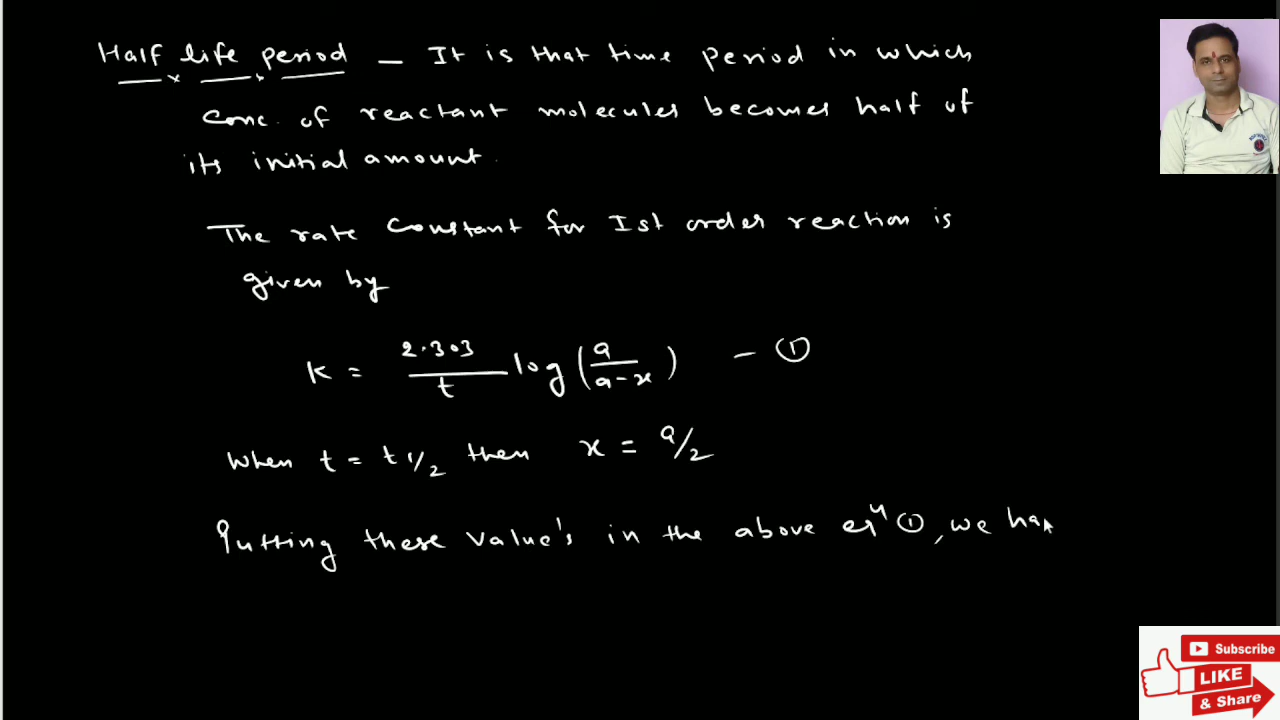 Half life period — It is that time period in which
conc. of reactant molecules becomes half of
its initial amount.
The rate constant for Ist order reaction is
given by
K = 2.303/t log (a/a-x) — ①
When t = t1/2 then x = a/2
Putting these value's in the above eqn ①, we ha
Subscribe
LIKE
& Share